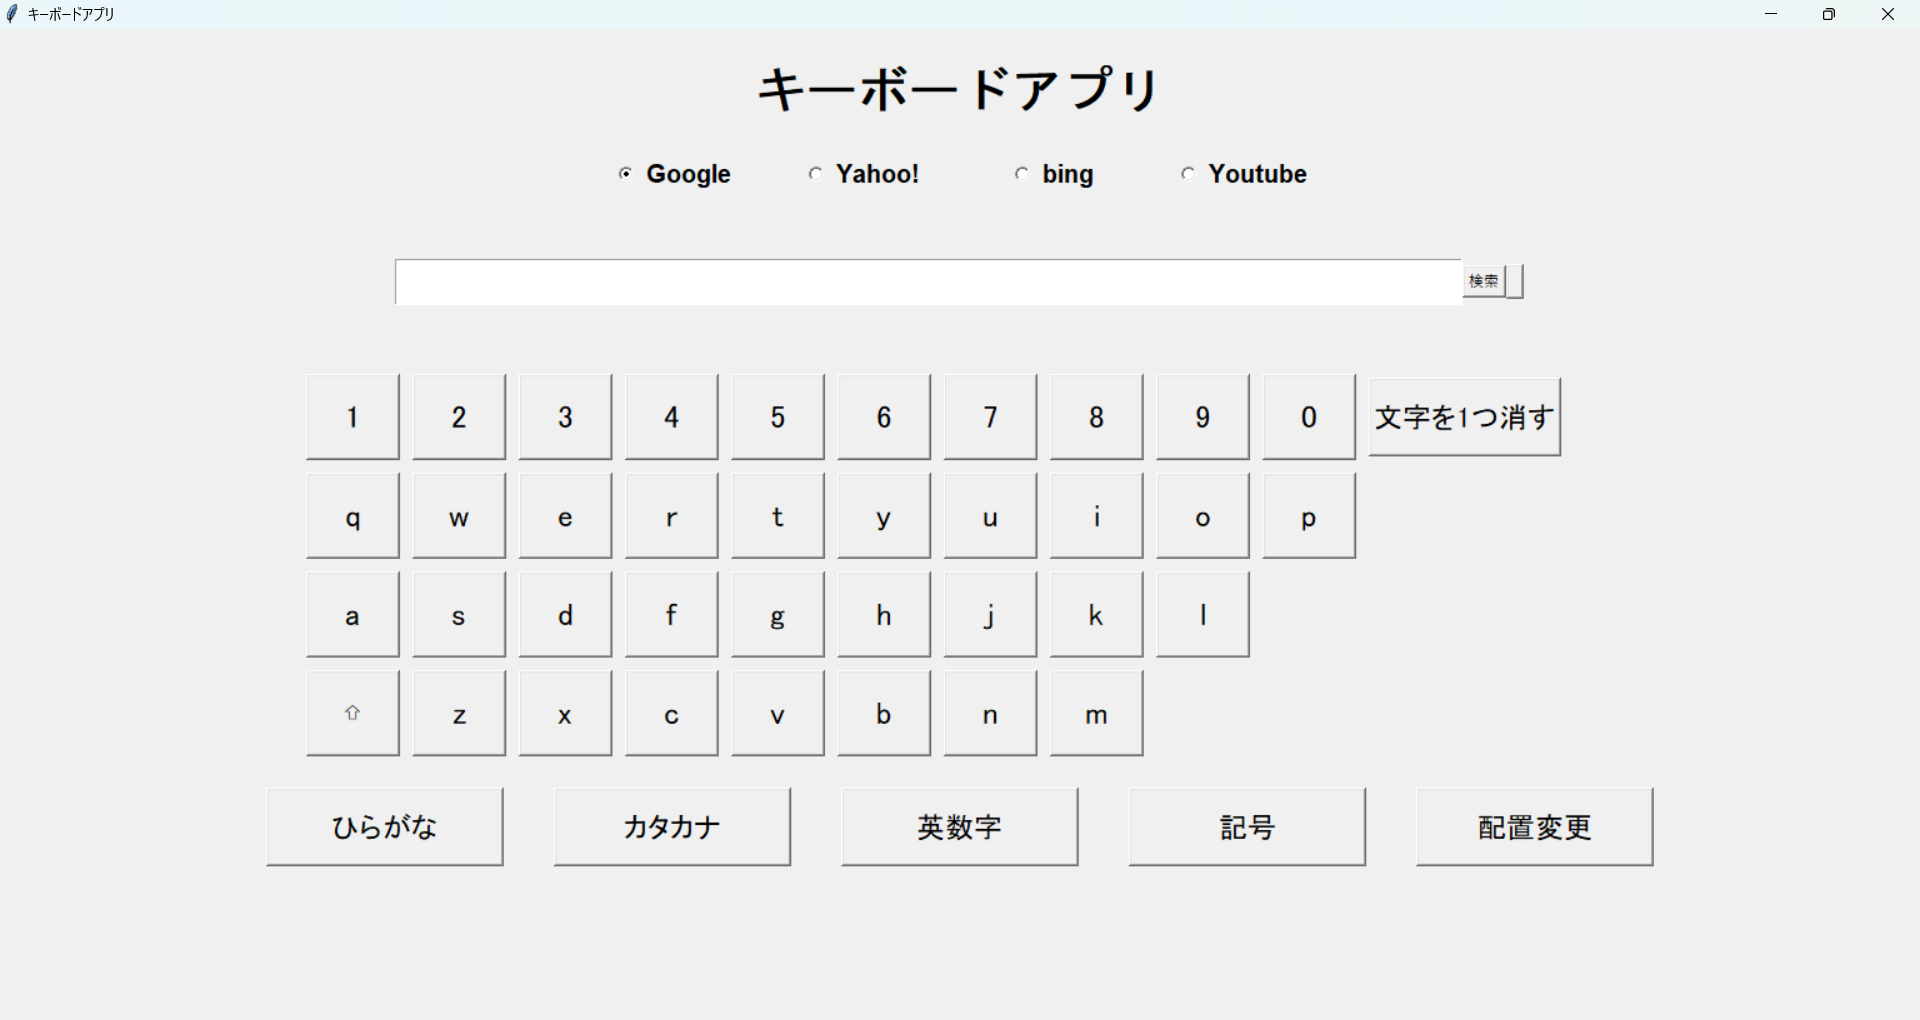 キーボードアプリ
キーボードアプリ
Google Yahoo! bing Youtube
検索
1 2 3 4 5 6 7 8 9 0 文字を1つ消す
q w e r t y u i o p
a s d f g h j k l
⇧ z x c v b n m
ひらがな カタカナ 英数字 記号 配置変更